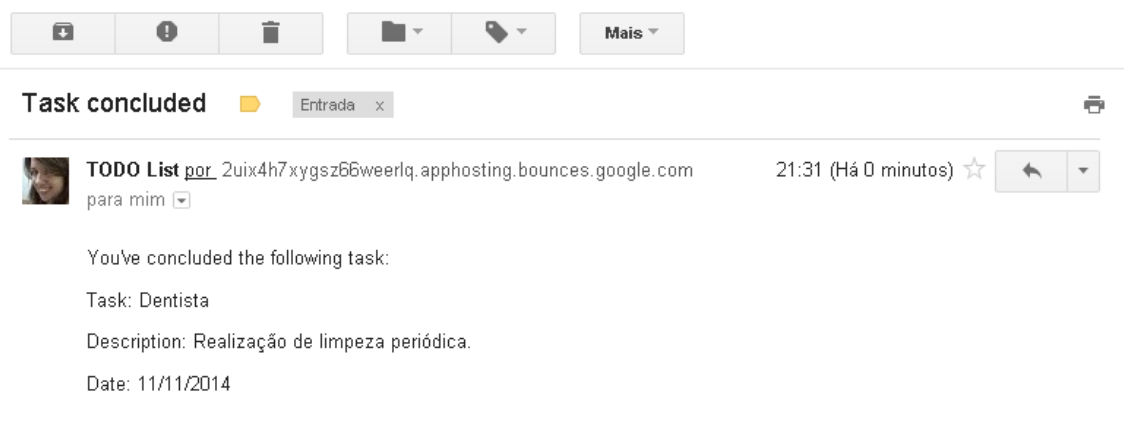 Mais
Task concluded Entrada x
TODO List por 2uix4h7xygsz66weerlq.apphosting.bounces.google.com 21:31 (Há 0 minutos)
para mim
You've concluded the following task:
Task: Dentista
Description: Realização de limpeza periódica.
Date: 11/11/2014